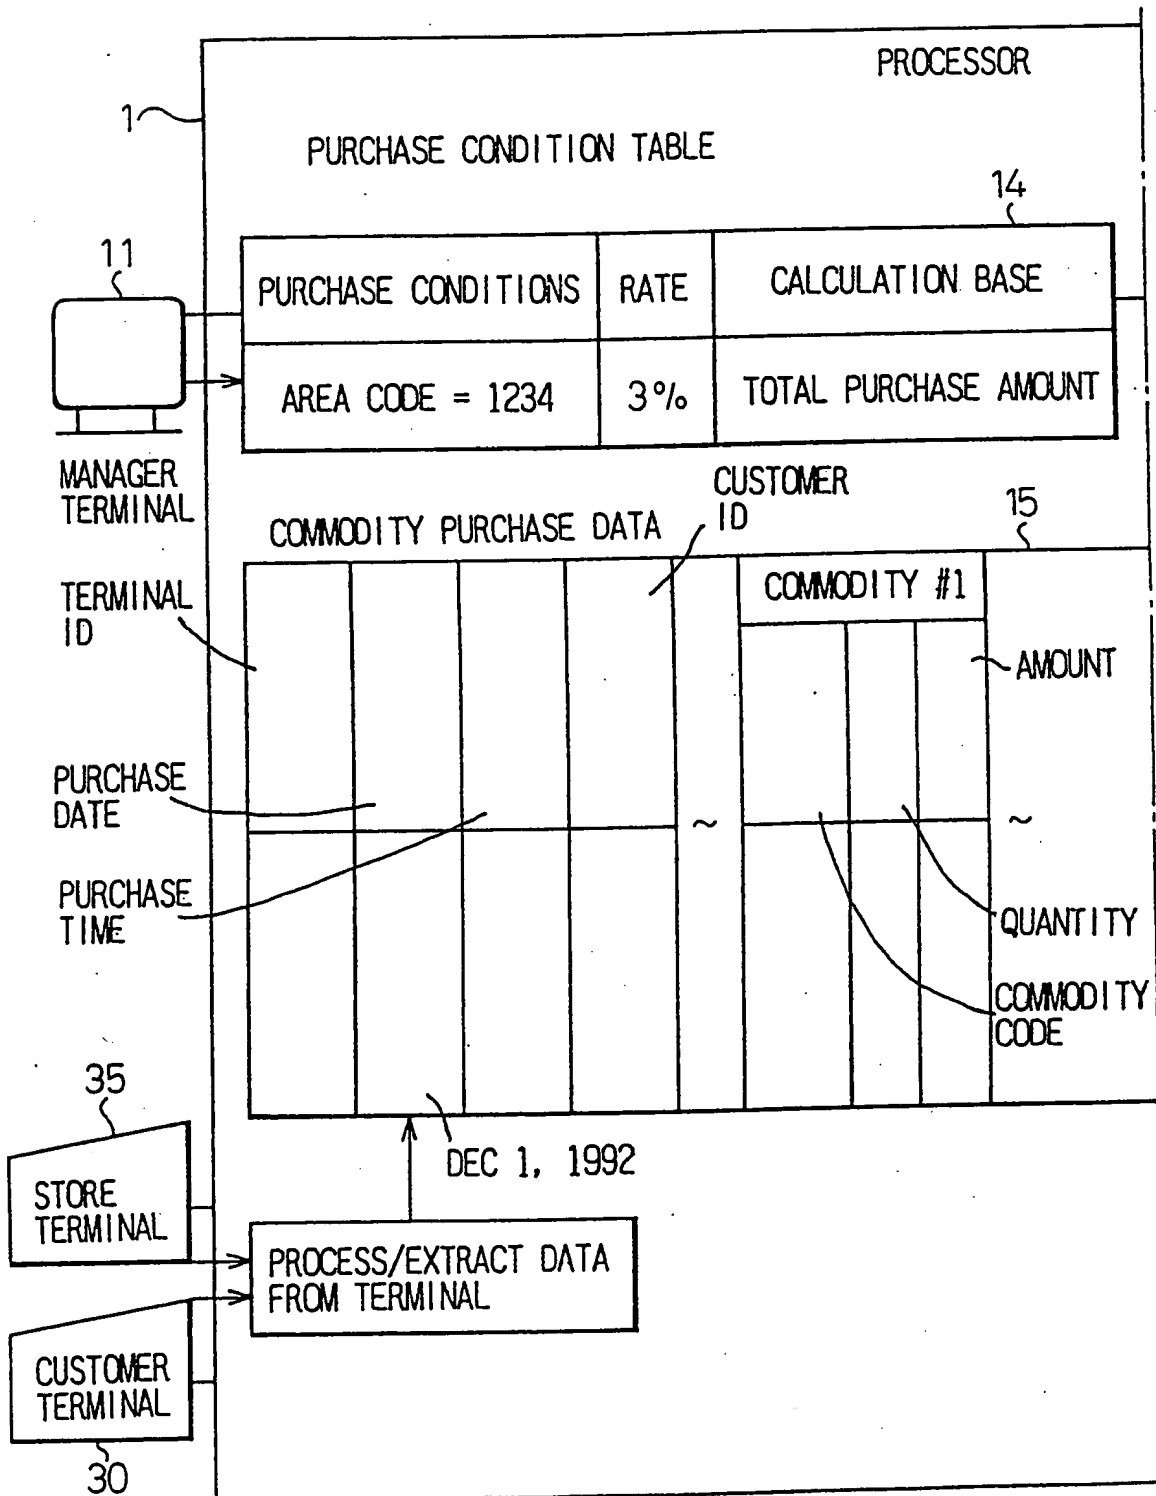 PROCESSOR
1
PURCHASE CONDITION TABLE
14
11
PURCHASE CONDITIONS
RATE
CALCULATION BASE
AREA CODE = 1234
3%
TOTAL PURCHASE AMOUNT
MANAGER
TERMINAL
CUSTOMER
ID
15
COMMODITY PURCHASE DATA
COMMODITY #1
TERMINAL
ID
AMOUNT
PURCHASE
DATE
~
~
PURCHASE
TIME
QUANTITY
COMMODITY
CODE
35
DEC 1, 1992
STORE
TERMINAL
PROCESS/EXTRACT DATA
FROM TERMINAL
CUSTOMER
TERMINAL
30